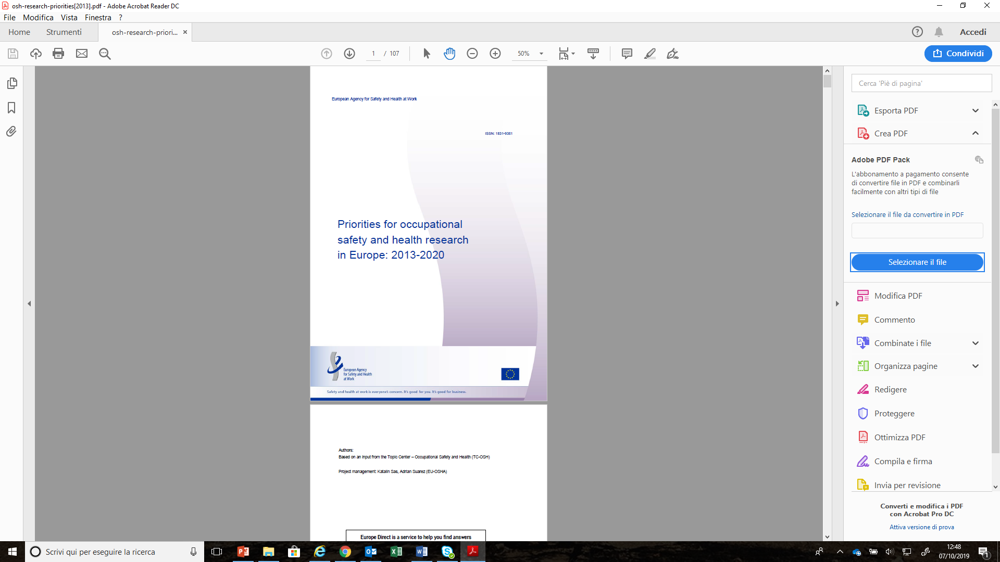 osh-research-priorities[2013].pdf - Adobe Acrobat Reader DC
File Modifica Vista Finestra ?
Home Strumenti osh-research-priori... × Accedi
1 / 107 50% Condividi
European Agency for Safety and Health at Work
ISSN: 1831-9351
Priorities for occupational
safety and health research
in Europe: 2013-2020
European Agency
for Safety and Health
at Work
Safety and health at work is everyone's concern. It's good for you. It's good for business.
Authors:
Based on an input from the Topic Center – Occupational Safety and Health (TC-OSH)
Project management: Katalin Sas, Adrian Suarez (EU-OSHA)
Europe Direct is a service to help you find answers
Cerca 'Piè di pagina'
Esporta PDF
Crea PDF
Adobe PDF Pack
L'abbonamento a pagamento consente
di convertire file in PDF e combinarli
facilmente con altri tipi di file
Selezionare il file da convertire in PDF
Selezionare il file
Modifica PDF
Commento
Combinate i file
Organizza pagine
Redigere
Proteggere
Ottimizza PDF
Compila e firma
Invia per revisione
Converti e modifica i PDF
con Acrobat Pro DC
Attiva versione di prova
Scrivi qui per eseguire la ricerca
12:48
07/10/2019
1